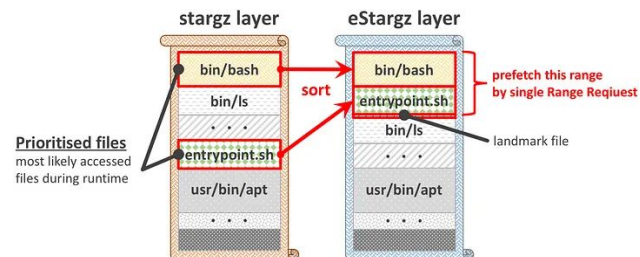 stargz layer
eStargz layer
bin/bash
bin/bash
sort
prefetch this range
by single Range Reqiuest
bin/ls
entrypoint.sh
. . .
bin/ls
landmark file
Prioritised files
most likely accessed
files during runtime
entrypoint.sh
usr/bin/apt
usr/bin/apt
. . .
. . .